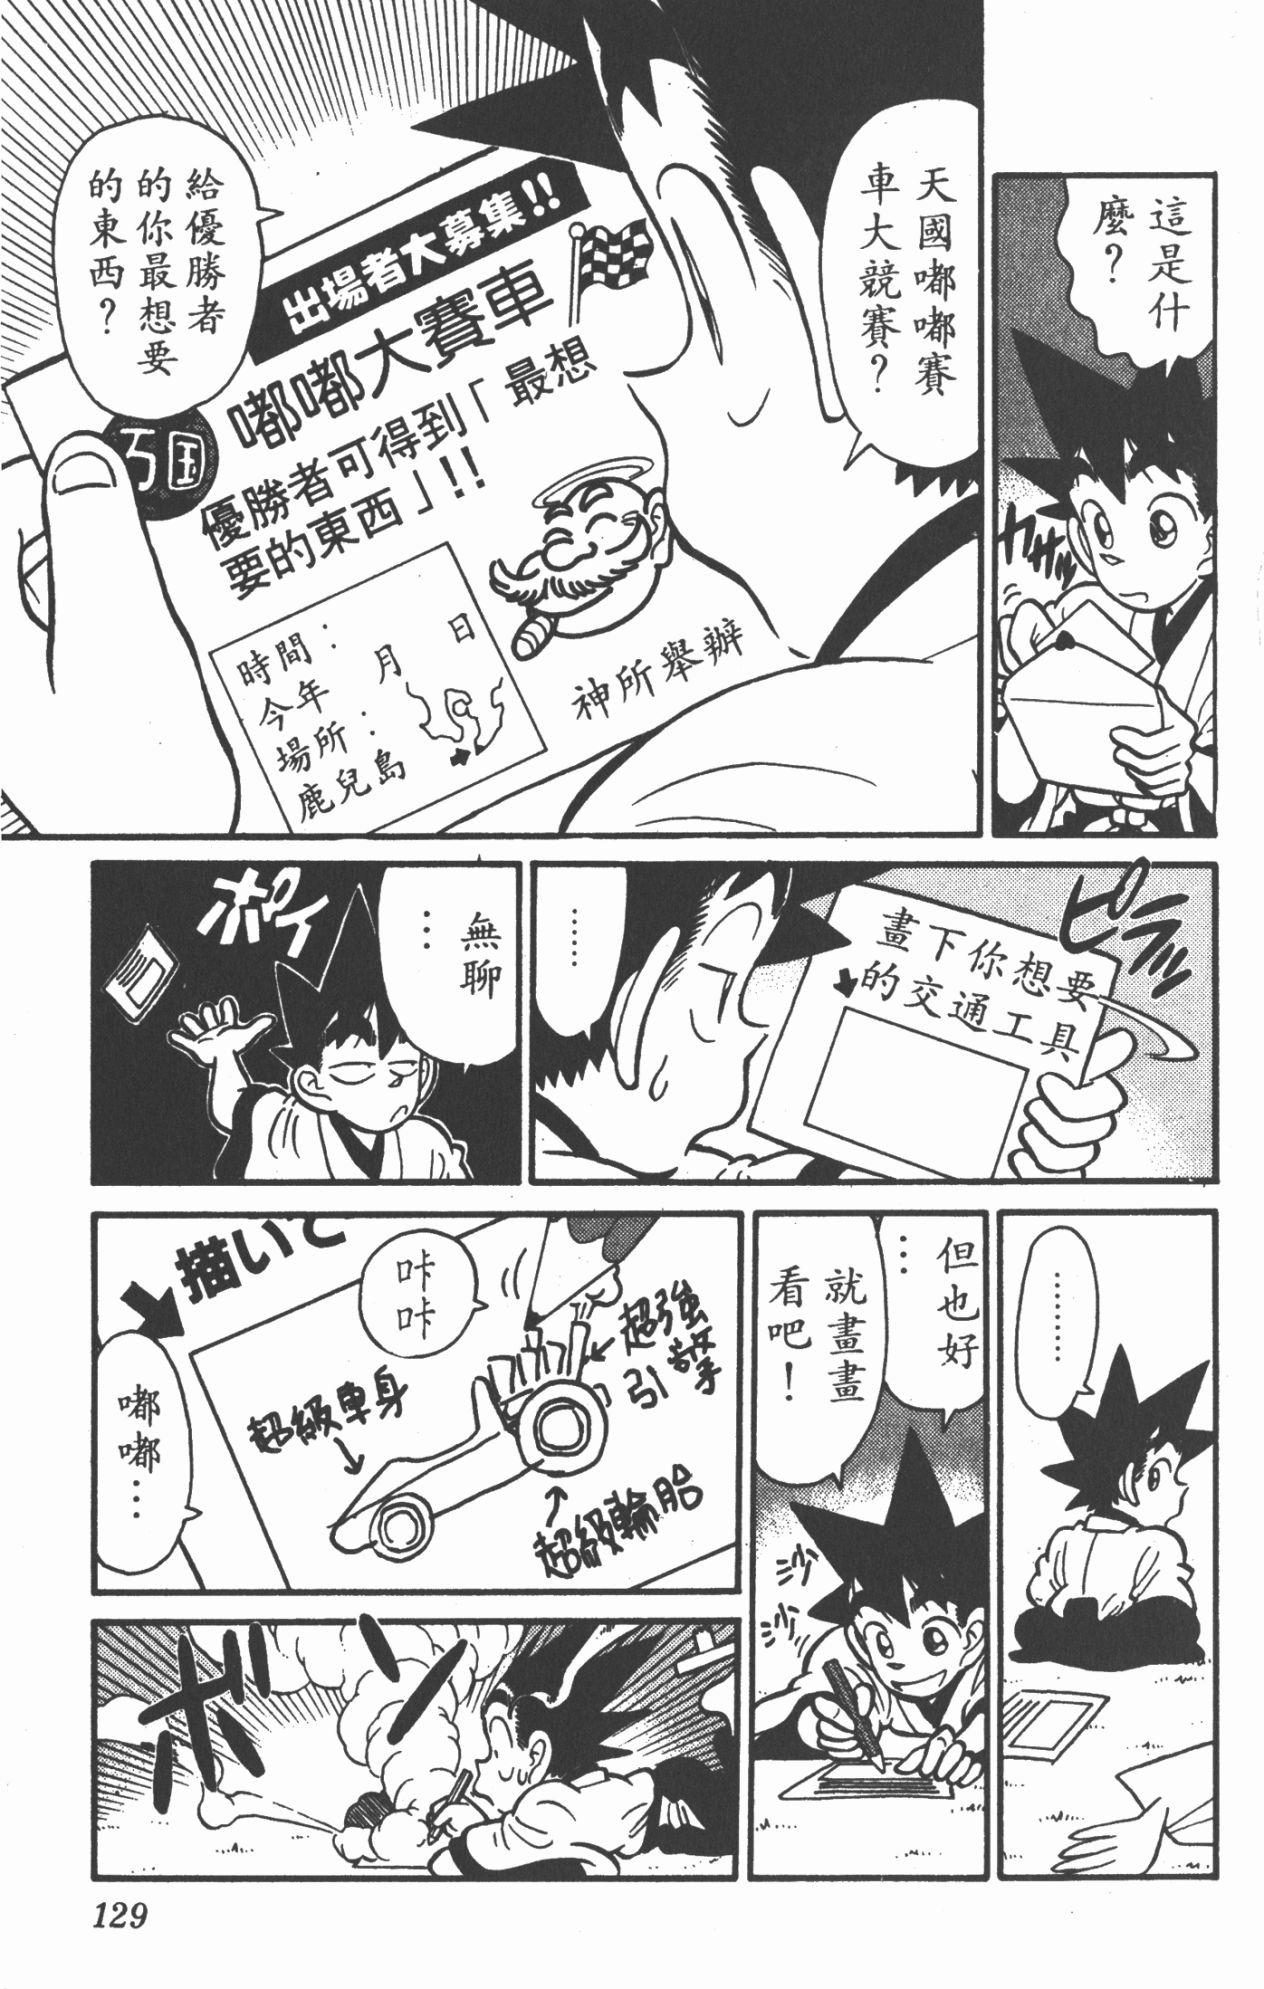 這是什
麼？
カサッ
天國嘟嘟賽
車大競賽？
出場者大募集!!
嘟嘟大賽車
優勝者可得到「最想
要的東西」!!
時間：
今年　月　日
場所：
鹿兒島
神所舉辦
給優勝者
的你最想要
的東西？
ピラッ
畫下你想要
的交通工具
………
無聊
…
ポイ
………
但也好
…
就畫畫
看吧！
沙
沙
描いて
咔
咔
超強
引擎
超級車身
超級輪胎
嘟嘟…
ボ
129